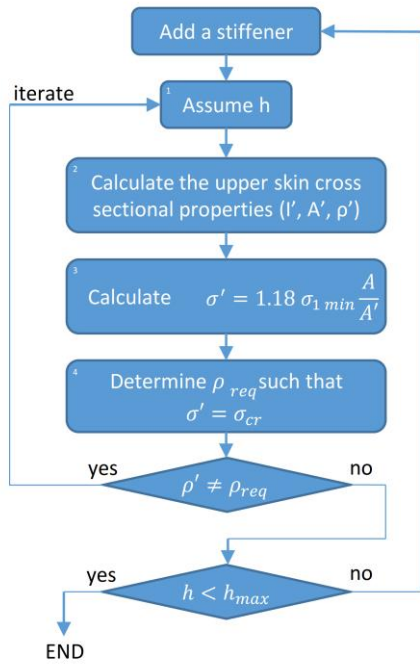 Add a stiffener
iterate
1
Assume h
2
Calculate the upper skin cross
sectional properties (I′, A′, ρ′)
3
Calculate σ′ = 1.18 σ₁ ₘᵢₙ A/A′
4
Determine ρ req such that
σ′ = σcr
yes
no
ρ′ ≠ ρreq
yes
no
h < hmax
END